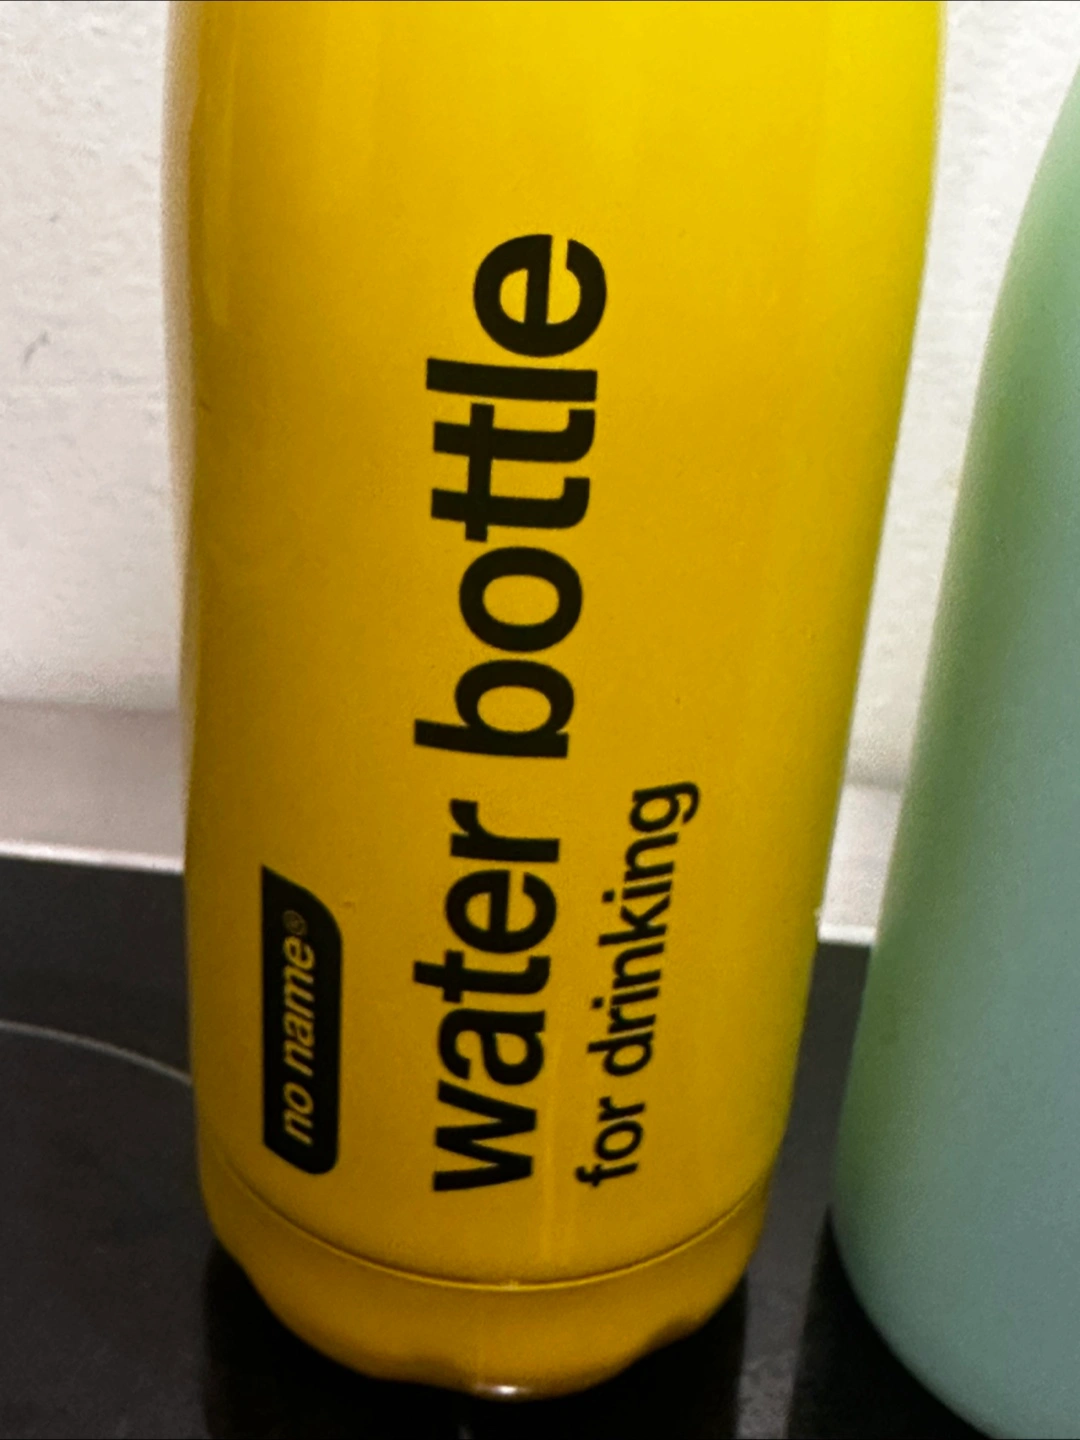 no name®
water bottle
for drinking